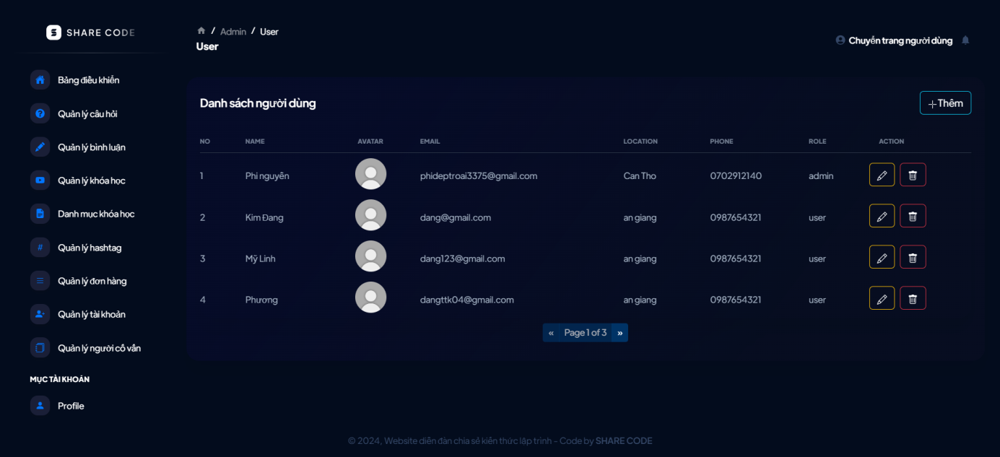 SHARE CODE
/ Admin / User
User
Chuyển trang người dùng
Bảng điều khiển
Quản lý câu hỏi
Quản lý bình luận
Quản lý khóa học
Danh mục khóa học
Quản lý hashtag
Quản lý đơn hàng
Quản lý tài khoản
Quản lý người cố vấn
MỤC TÀI KHOẢN
Profile
Danh sách người dùng
+Thêm
NO NAME AVATAR EMAIL LOCATION PHONE ROLE ACTION
1 Phi nguyễn phideptroai3375@gmail.com Can Tho 0702912140 admin
2 Kim Đang dang@gmail.com an giang 0987654321 user
3 Mỹ Linh dang123@gmail.com an giang 0987654321 user
4 Phương dangttk04@gmail.com an giang 0987654321 user
« Page 1 of 3 »
© 2024, Website diễn đàn chia sẻ kiến thức lập trình - Code by SHARE CODE